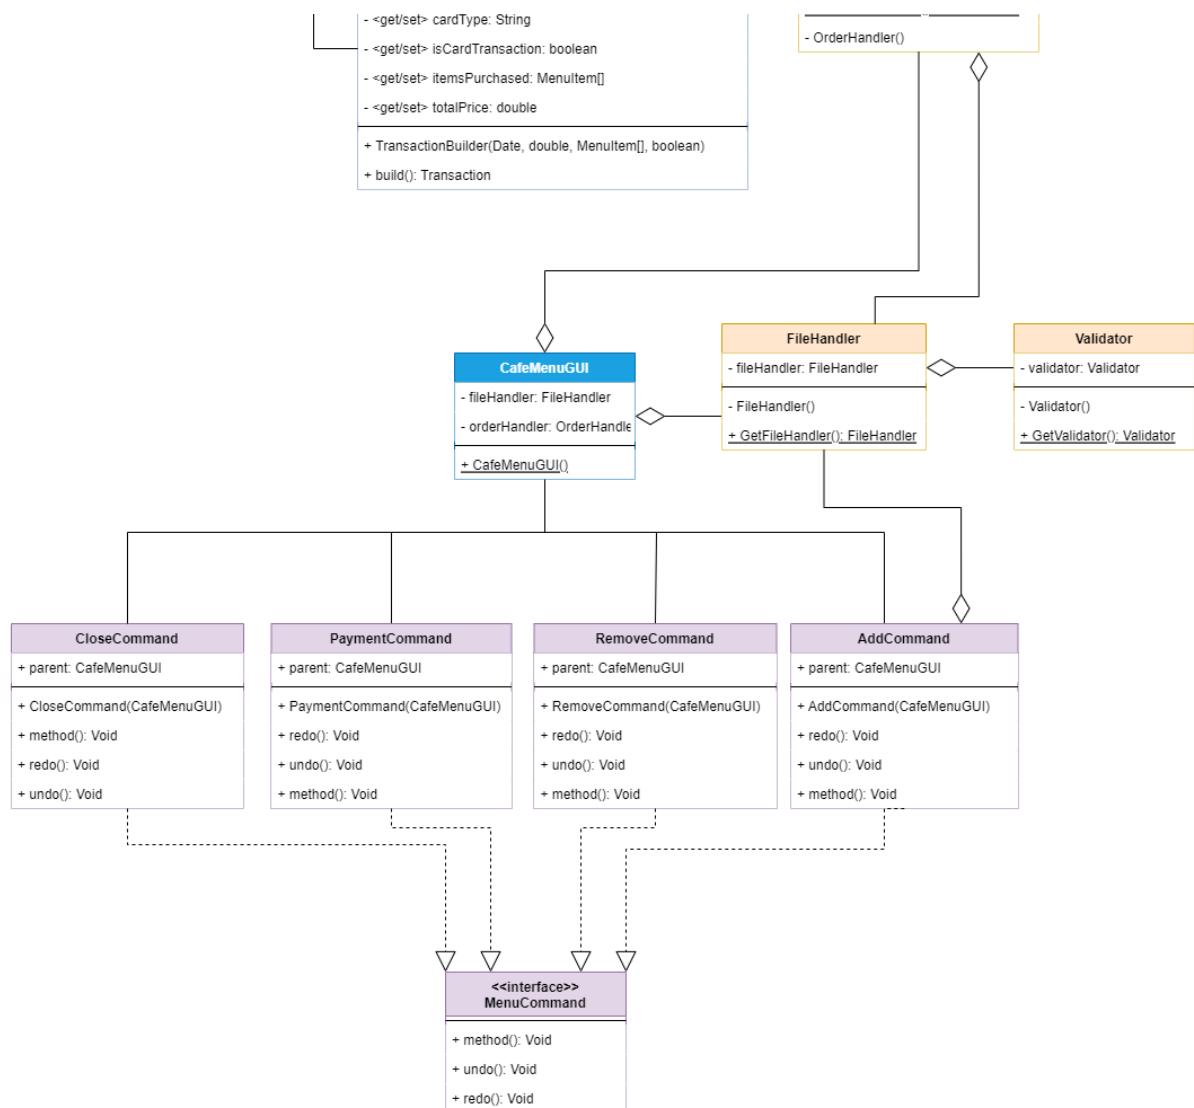 - <get/set> cardType: String
- <get/set> isCardTransaction: boolean
- <get/set> itemsPurchased: MenuItem[]
- <get/set> totalPrice: double
+ TransactionBuilder(Date, double, MenuItem[], boolean)
+ build(): Transaction
- OrderHandler()
CafeMenuGUI
- fileHandler: FileHandler
- orderHandler: OrderHandle
+ CafeMenuGUI()
FileHandler
- fileHandler: FileHandler
- FileHandler()
+ GetFileHandler(): FileHandler
Validator
- validator: Validator
- Validator()
+ GetValidator(): Validator
CloseCommand
+ parent: CafeMenuGUI
+ CloseCommand(CafeMenuGUI)
+ method(): Void
+ redo(): Void
+ undo(): Void
PaymentCommand
+ parent: CafeMenuGUI
+ PaymentCommand(CafeMenuGUI)
+ redo(): Void
+ undo(): Void
+ method(): Void
RemoveCommand
+ parent: CafeMenuGUI
+ RemoveCommand(CafeMenuGUI)
+ redo(): Void
+ undo(): Void
+ method(): Void
AddCommand
+ parent: CafeMenuGUI
+ AddCommand(CafeMenuGUI)
+ redo(): Void
+ undo(): Void
+ method(): Void
<<interface>>
MenuCommand
+ method(): Void
+ undo(): Void
+ redo(): Void